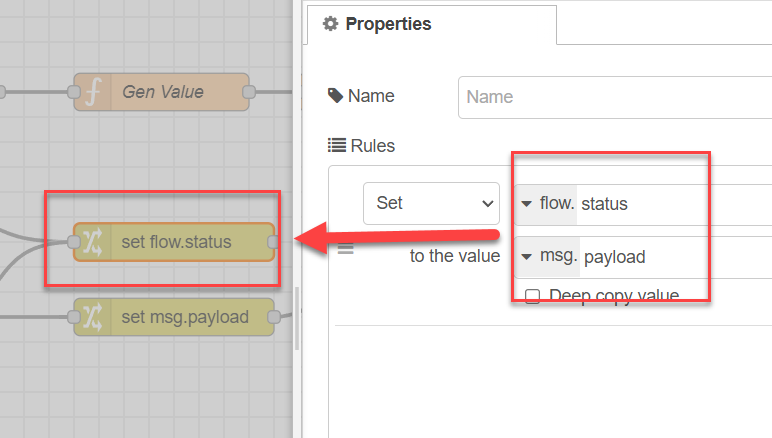 Properties
Gen Value
Name
Name
Rules
Set
flow. status
set flow.status
to the value
msg. payload
Deep copy value
set msg.payload